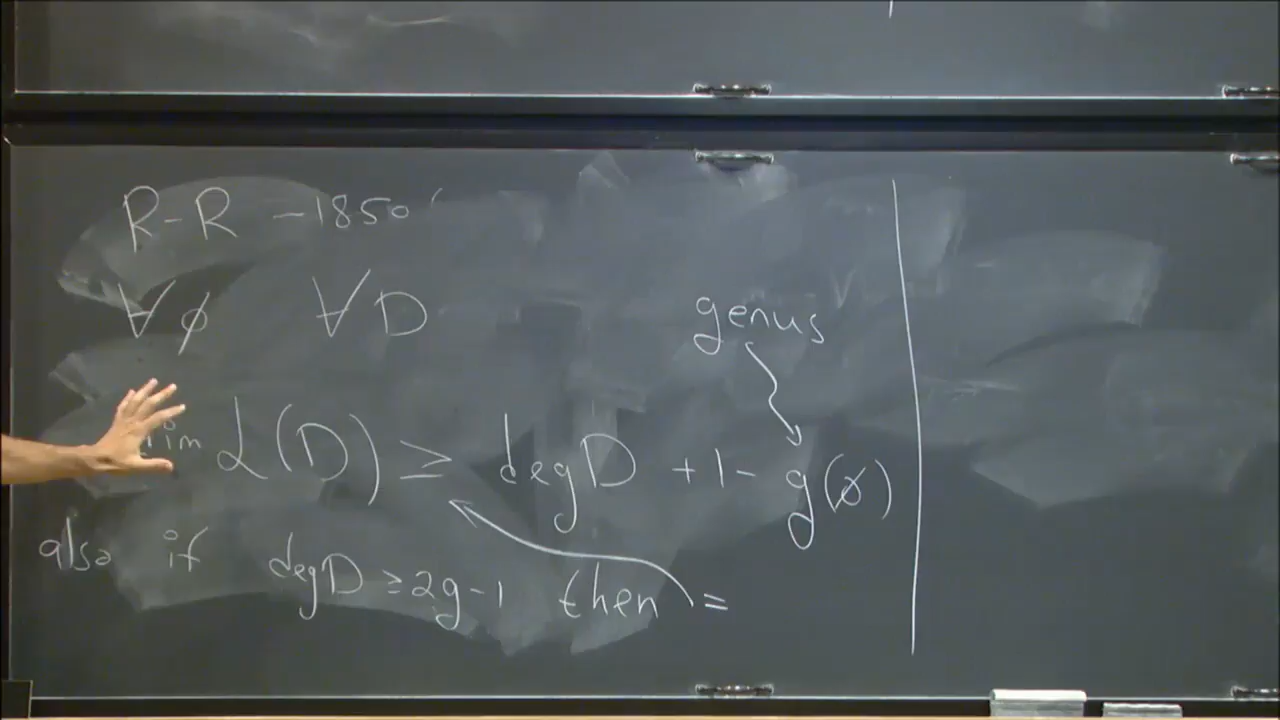 R-R -1850'
∀ϕ ∀D
genus
dim ℒ(D) ≥ deg D + 1 - g(ϕ)
also if deg D ≥ 2g-1 then =